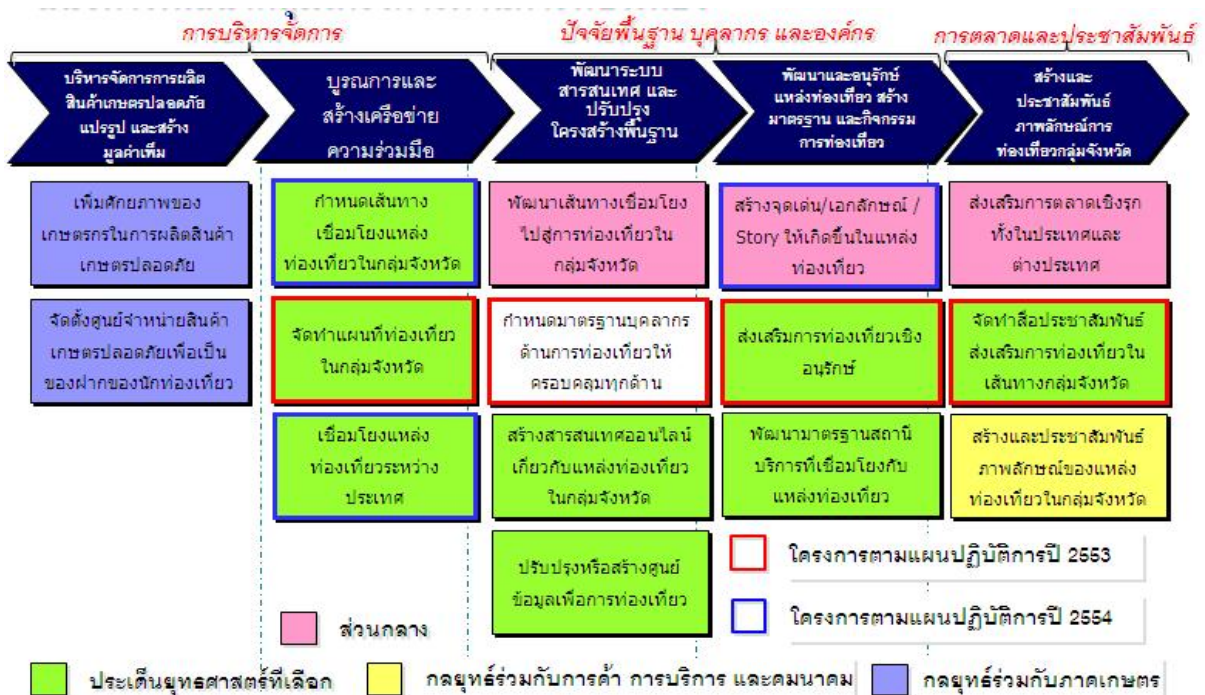 การบริหารจัดการ
ปัจจัยพื้นฐาน บุคลากร และองค์กร
การตลาดและประชาสัมพันธ์
บริหารจัดการการผลิต
สินค้าเกษตรปลอดภัย
แปรรูป และสร้าง
มูลค่าเพิ่ม
บูรณการและ
สร้างเครือข่าย
ความร่วมมือ
พัฒนาระบบ
สารสนเทศ และ
ปรับปรุง
โครงสร้างพื้นฐาน
พัฒนาและอนุรักษ์
แหล่งท่องเที่ยว สร้าง
มาตรฐาน และกิจกรรม
การท่องเที่ยว
สร้างและ
ประชาสัมพันธ์
ภาพลักษณ์การ
ท่องเที่ยวกลุ่มจังหวัด
เพิ่มศักยภาพของ
เกษตรกรในการผลิตสินค้า
เกษตรปลอดภัย
กำหนดเส้นทาง
เชื่อมโยงแหล่ง
ท่องเที่ยวในกลุ่มจังหวัด
พัฒนาเส้นทางเชื่อมโยง
ไปสู่การท่องเที่ยวใน
กลุ่มจังหวัด
สร้างจุดเด่น/เอกลักษณ์ /
Story ให้เกิดขึ้นในแหล่ง
ท่องเที่ยว
ส่งเสริมการตลาดเชิงรุก
ทั้งในประเทศและ
ต่างประเทศ
จัดตั้งศูนย์จำหน่ายสินค้า
เกษตรปลอดภัยเพื่อเป็น
ของฝากของนักท่องเที่ยว
จัดทำแผนที่ท่องเที่ยว
ในกลุ่มจังหวัด
กำหนดมาตรฐานบุคลากร
ด้านการท่องเที่ยวให้
ครอบคลุมทุกด้าน
ส่งเสริมการท่องเที่ยวเชิง
อนุรักษ์
จัดทำสื่อประชาสัมพันธ์
ส่งเสริมการท่องเที่ยวใน
เส้นทางกลุ่มจังหวัด
เชื่อมโยงแหล่ง
ท่องเที่ยวระหว่าง
ประเทศ
สร้างสารสนเทศออนไลน์
เกี่ยวกับแหล่งท่องเที่ยว
ในกลุ่มจังหวัด
พัฒนามาตรฐานสถานี
บริการที่เชื่อมโยงกับ
แหล่งท่องเที่ยว
สร้างและประชาสัมพันธ์
ภาพลักษณ์ของแหล่ง
ท่องเที่ยวในกลุ่มจังหวัด
ปรับปรุงหรือสร้างศูนย์
ข้อมูลเพื่อการท่องเที่ยว
โครงการตามแผนปฏิบัติการปี 2553
โครงการตามแผนปฏิบัติการปี 2554
ส่วนกลาง
ประเด็นยุทธศาสตร์ที่เลือก
กลยุทธ์ร่วมกับการค้า การบริการ และคมนาคม
กลยุทธ์ร่วมกับภาคเกษตร